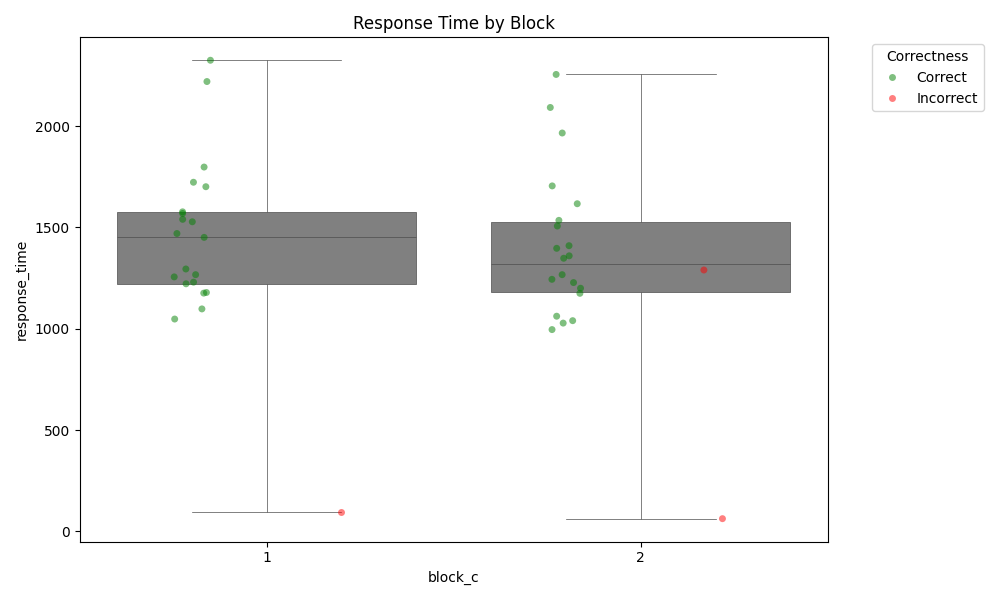 Response Time by Block
Correctness
Correct
Incorrect
response_time
2000
1500
1000
500
0
1
2
block_c